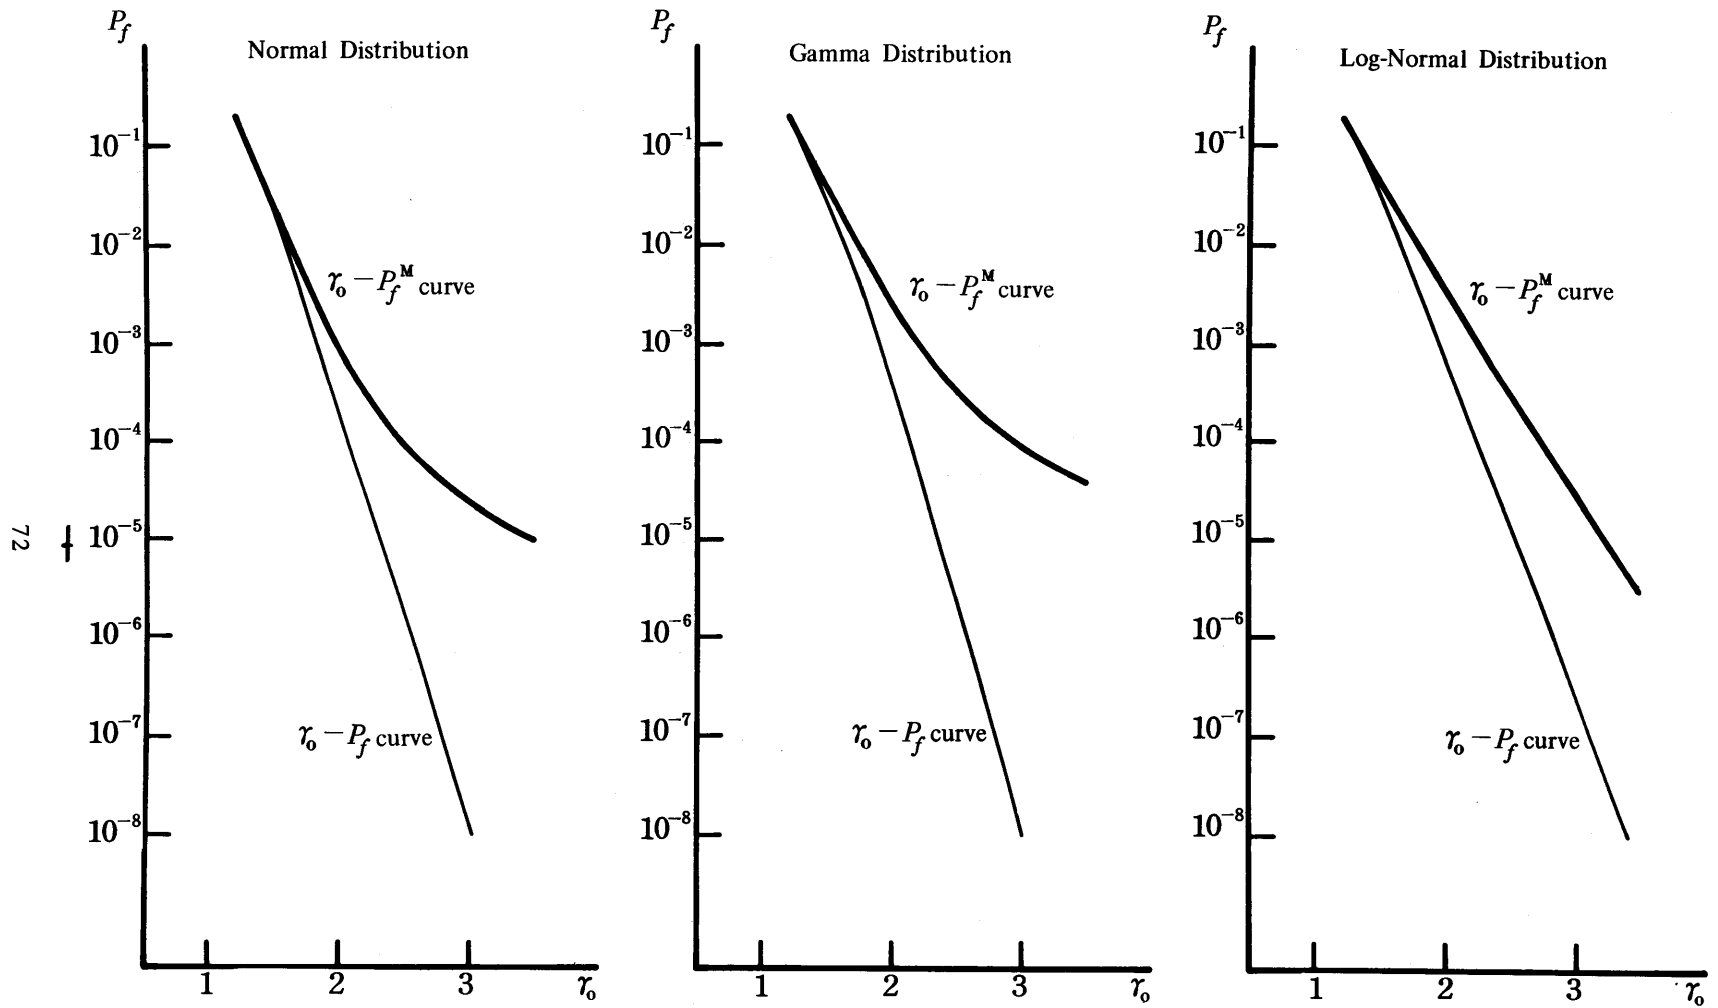 P_f
Normal Distribution
10^-1
10^-2
γ_o − P_f^M curve
10^-3
10^-4
10^-5
10^-6
γ_o − P_f curve
10^-7
10^-8
1 2 3 γ_o
P_f
Gamma Distribution
10^-1
10^-2
γ_o − P_f^M curve
10^-3
10^-4
10^-5
10^-6
γ_o − P_f curve
10^-7
10^-8
1 2 3 γ_o
P_f
Log-Normal Distribution
10^-1
10^-2
γ_o − P_f^M curve
10^-3
10^-4
10^-5
10^-6
γ_o − P_f curve
10^-7
10^-8
1 2 3 γ_o
72